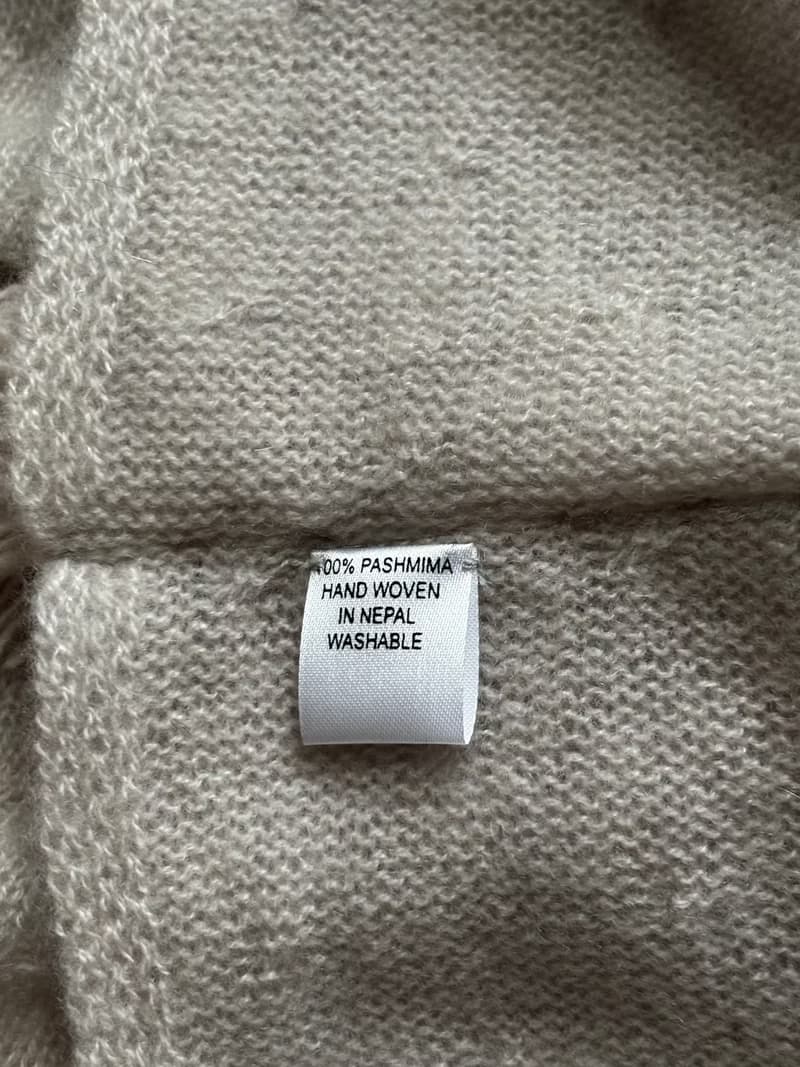 100% PASHMIMA
HAND WOVEN
IN NEPAL
WASHABLE